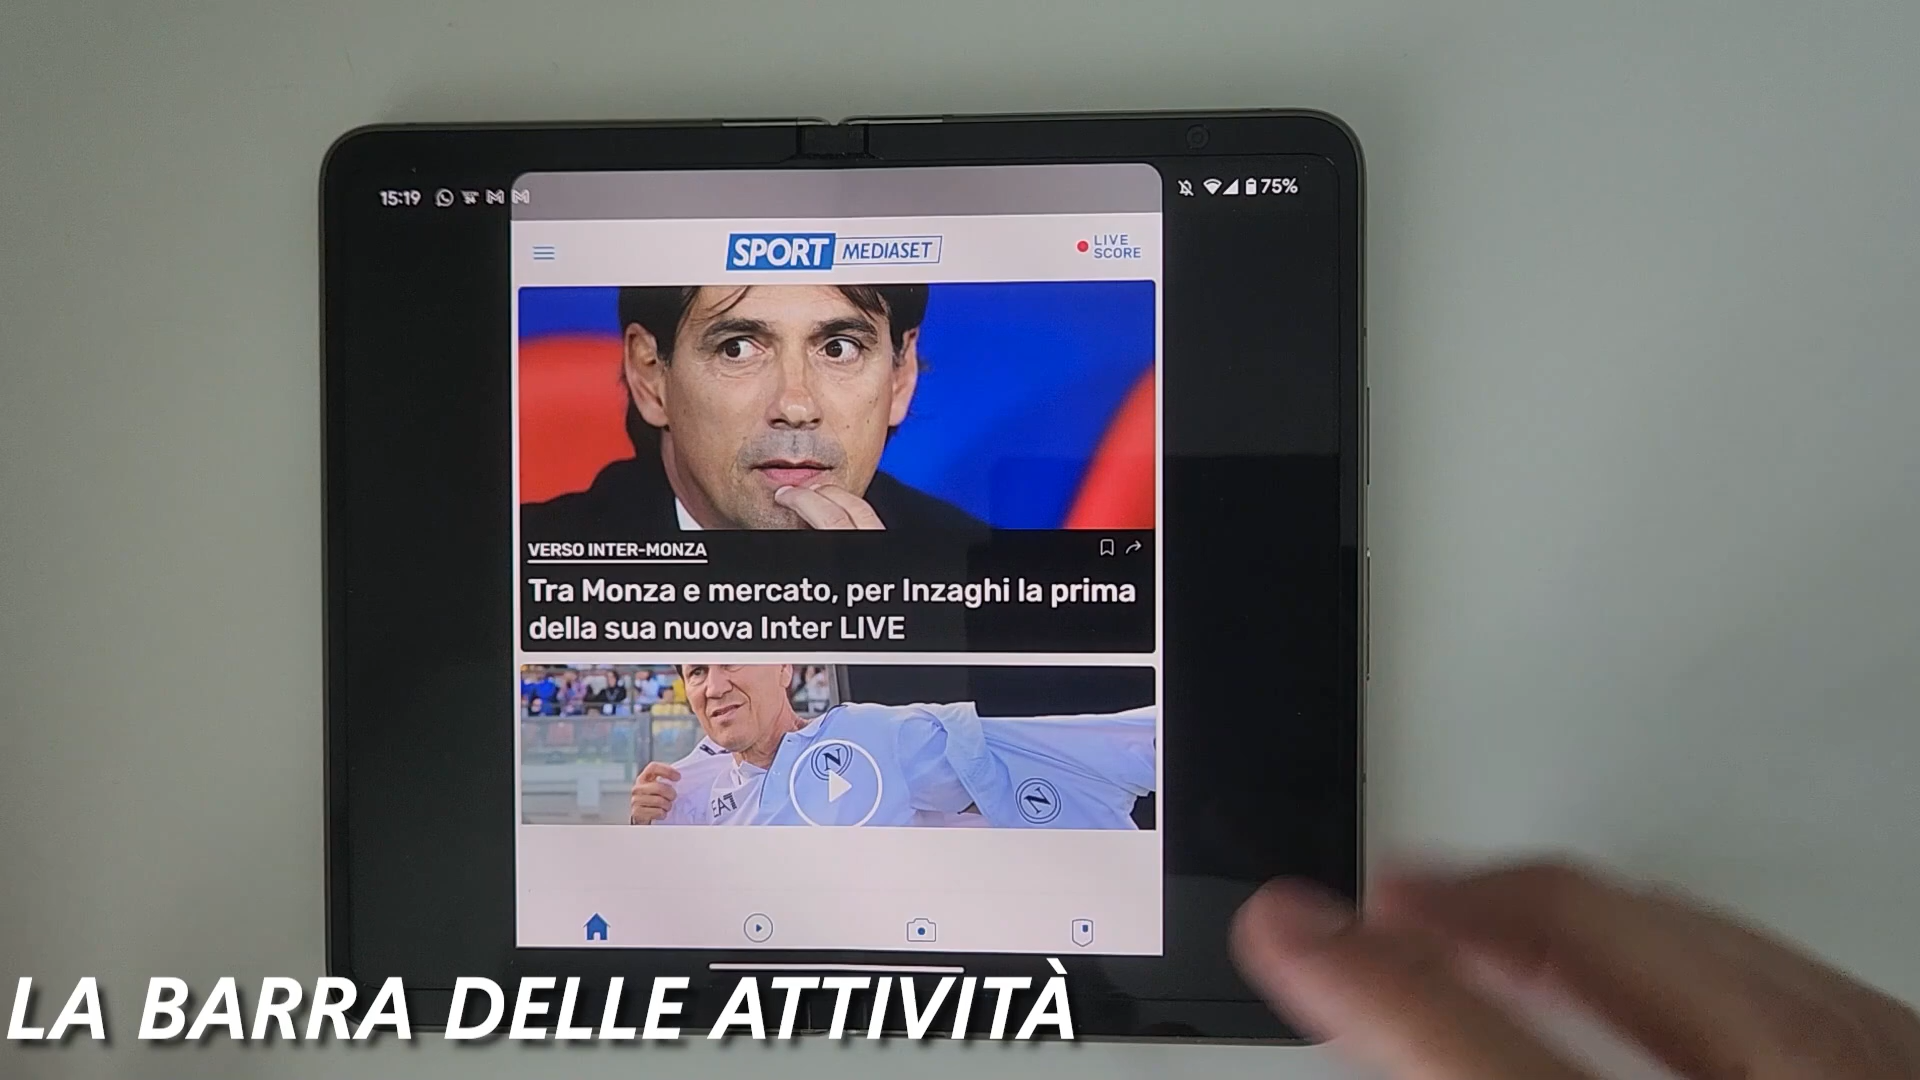 15:19
75%
SPORT MEDIASET
LIVE
SCORE
VERSO INTER-MONZA
Tra Monza e mercato, per Inzaghi la prima
della sua nuova Inter LIVE
N
EA7
N
LA BARRA DELLE ATTIVITÀ